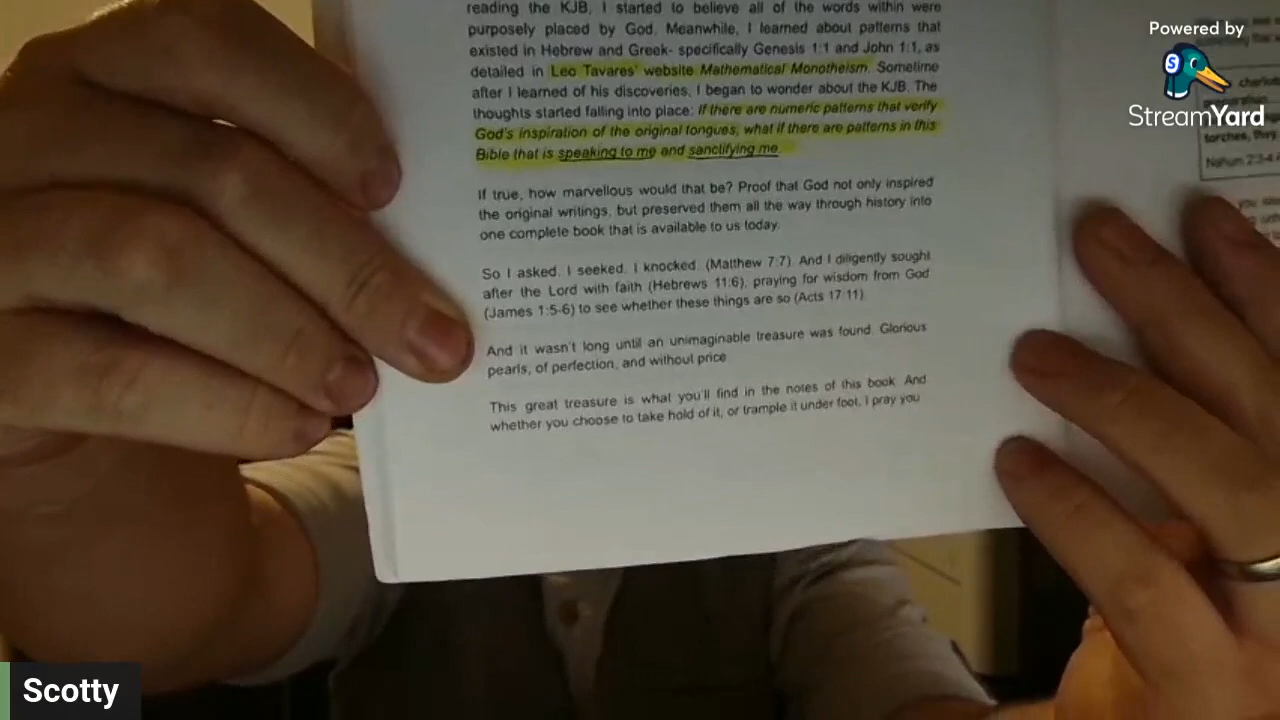 reading the KJB, I started to believe all of the words within were
purposely placed by God. Meanwhile, I learned about patterns that
existed in Hebrew and Greek- specifically Genesis 1:1 and John 1:1, as
detailed in Leo Tavares' website Mathematical Monotheism. Sometime
after I learned of his discoveries, I began to wonder about the KJB. The
thoughts started falling into place: If there are numeric patterns that verify
God's inspiration of the original tongues, what if there are patterns in this
Bible that is speaking to me and sanctifying me.
If true, how marvellous would that be? Proof that God not only inspired
the original writings, but preserved them all the way through history into
one complete book that is available to us today.
So I asked. I seeked. I knocked. (Matthew 7:7). And I diligently sought
after the Lord with faith (Hebrews 11:6), praying for wisdom from God
(James 1:5-6) to see whether these things are so (Acts 17:11).
And it wasn't long until an unimaginable treasure was found. Glorious
pearls, of perfection, and without price.
This great treasure is what you'll find in the notes of this book. And
whether you choose to take hold of it, or trample it under foot, I pray you
torches, they
Nahum 2:3-4
Powered by
StreamYard
Scotty